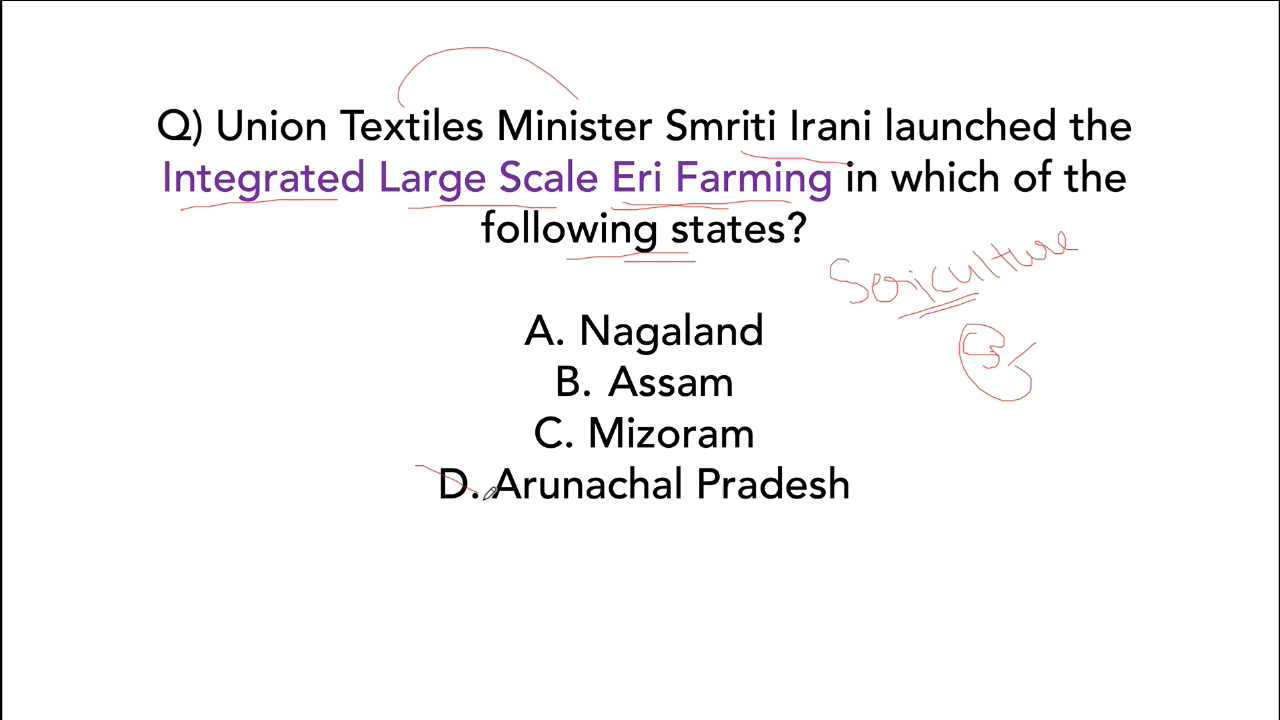 Q) Union Textiles Minister Smriti Irani launched the
Integrated Large Scale Eri Farming in which of the
following states?
Sericulture
A. Nagaland
B. Assam
C. Mizoram
D. Arunachal Pradesh